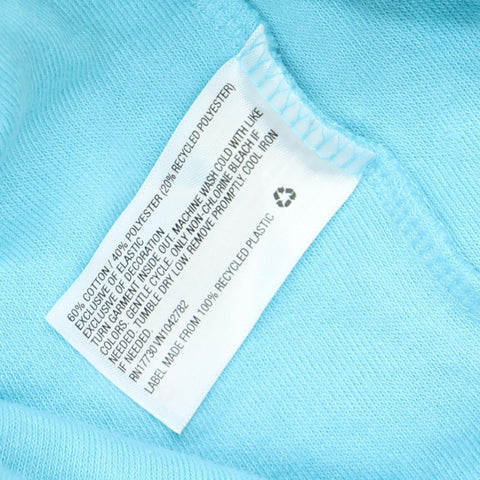 60% COTTON / 40% POLYESTER (20% RECYCLED POLYESTER)
EXCLUSIVE OF ELASTIC
EXCLUSIVE OF DECORATION
TURN GARMENT INSIDE OUT. MACHINE WASH COLD WITH LIKE
COLORS, GENTLE CYCLE. ONLY NON-CHLORINE BLEACH IF
NEEDED. TUMBLE DRY LOW. REMOVE PROMPTLY. COOL IRON
IF NEEDED.
RN17730 VN1042782
LABEL MADE FROM 100% RECYCLED PLASTIC